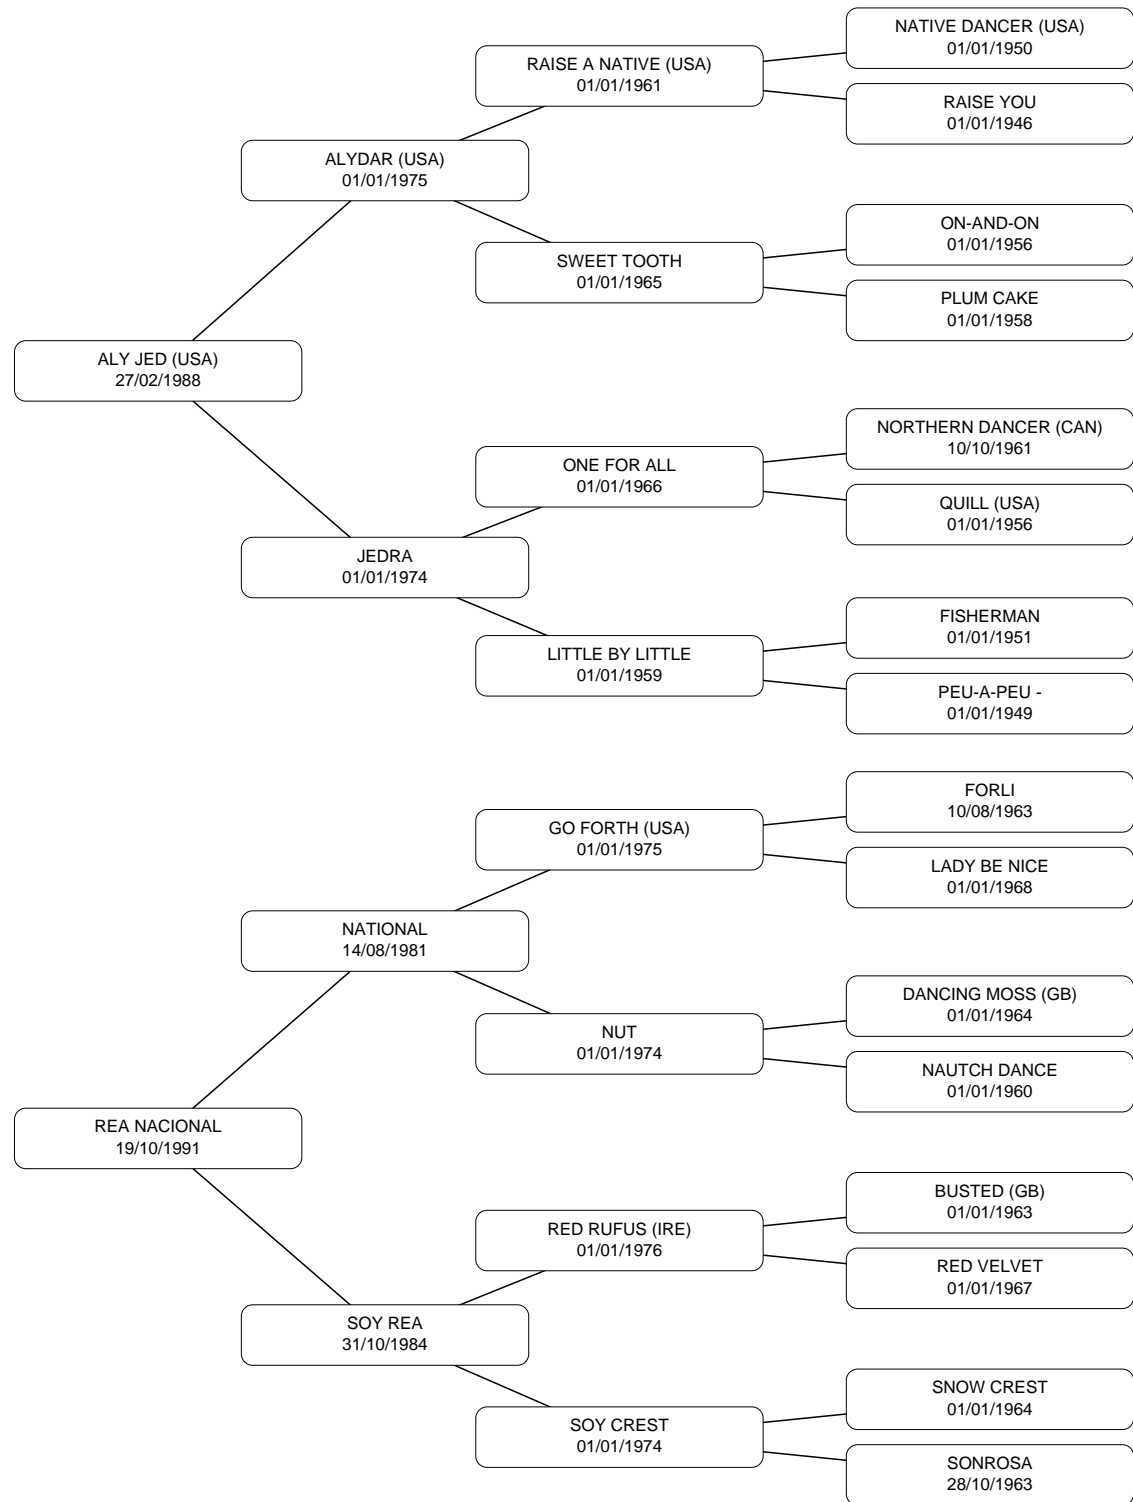 NATIVE DANCER (USA)
01/01/1950
RAISE A NATIVE (USA)
01/01/1961
RAISE YOU
01/01/1946
ALYDAR (USA)
01/01/1975
ON-AND-ON
01/01/1956
SWEET TOOTH
01/01/1965
PLUM CAKE
01/01/1958
ALY JED (USA)
27/02/1988
NORTHERN DANCER (CAN)
10/10/1961
ONE FOR ALL
01/01/1966
QUILL (USA)
01/01/1956
JEDRA
01/01/1974
FISHERMAN
01/01/1951
LITTLE BY LITTLE
01/01/1959
PEU-A-PEU -
01/01/1949
FORLI
10/08/1963
GO FORTH (USA)
01/01/1975
LADY BE NICE
01/01/1968
NATIONAL
14/08/1981
DANCING MOSS (GB)
01/01/1964
NUT
01/01/1974
NAUTCH DANCE
01/01/1960
REA NACIONAL
19/10/1991
BUSTED (GB)
01/01/1963
RED RUFUS (IRE)
01/01/1976
RED VELVET
01/01/1967
SOY REA
31/10/1984
SNOW CREST
01/01/1964
SOY CREST
01/01/1974
SONROSA
28/10/1963